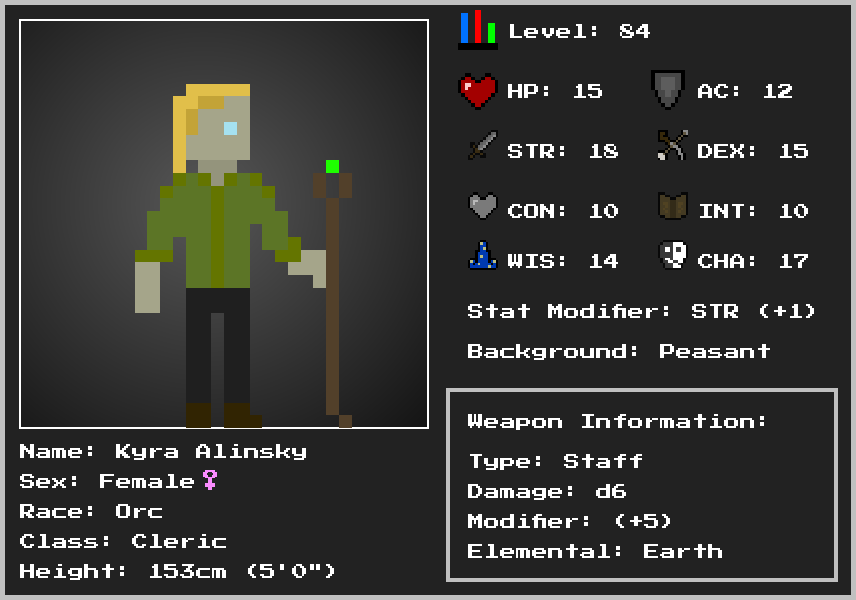 Level: 84
HP: 15
AC: 12
STR: 18
DEX: 15
CON: 10
INT: 10
WIS: 14
CHA: 17
Stat Modifier: STR (+1)
Background: Peasant
Weapon Information:
Type: Staff
Damage: d6
Modifier: (+5)
Elemental: Earth
Name: Kyra Alinsky
Sex: Female♀
Race: Orc
Class: Cleric
Height: 153cm (5'0")